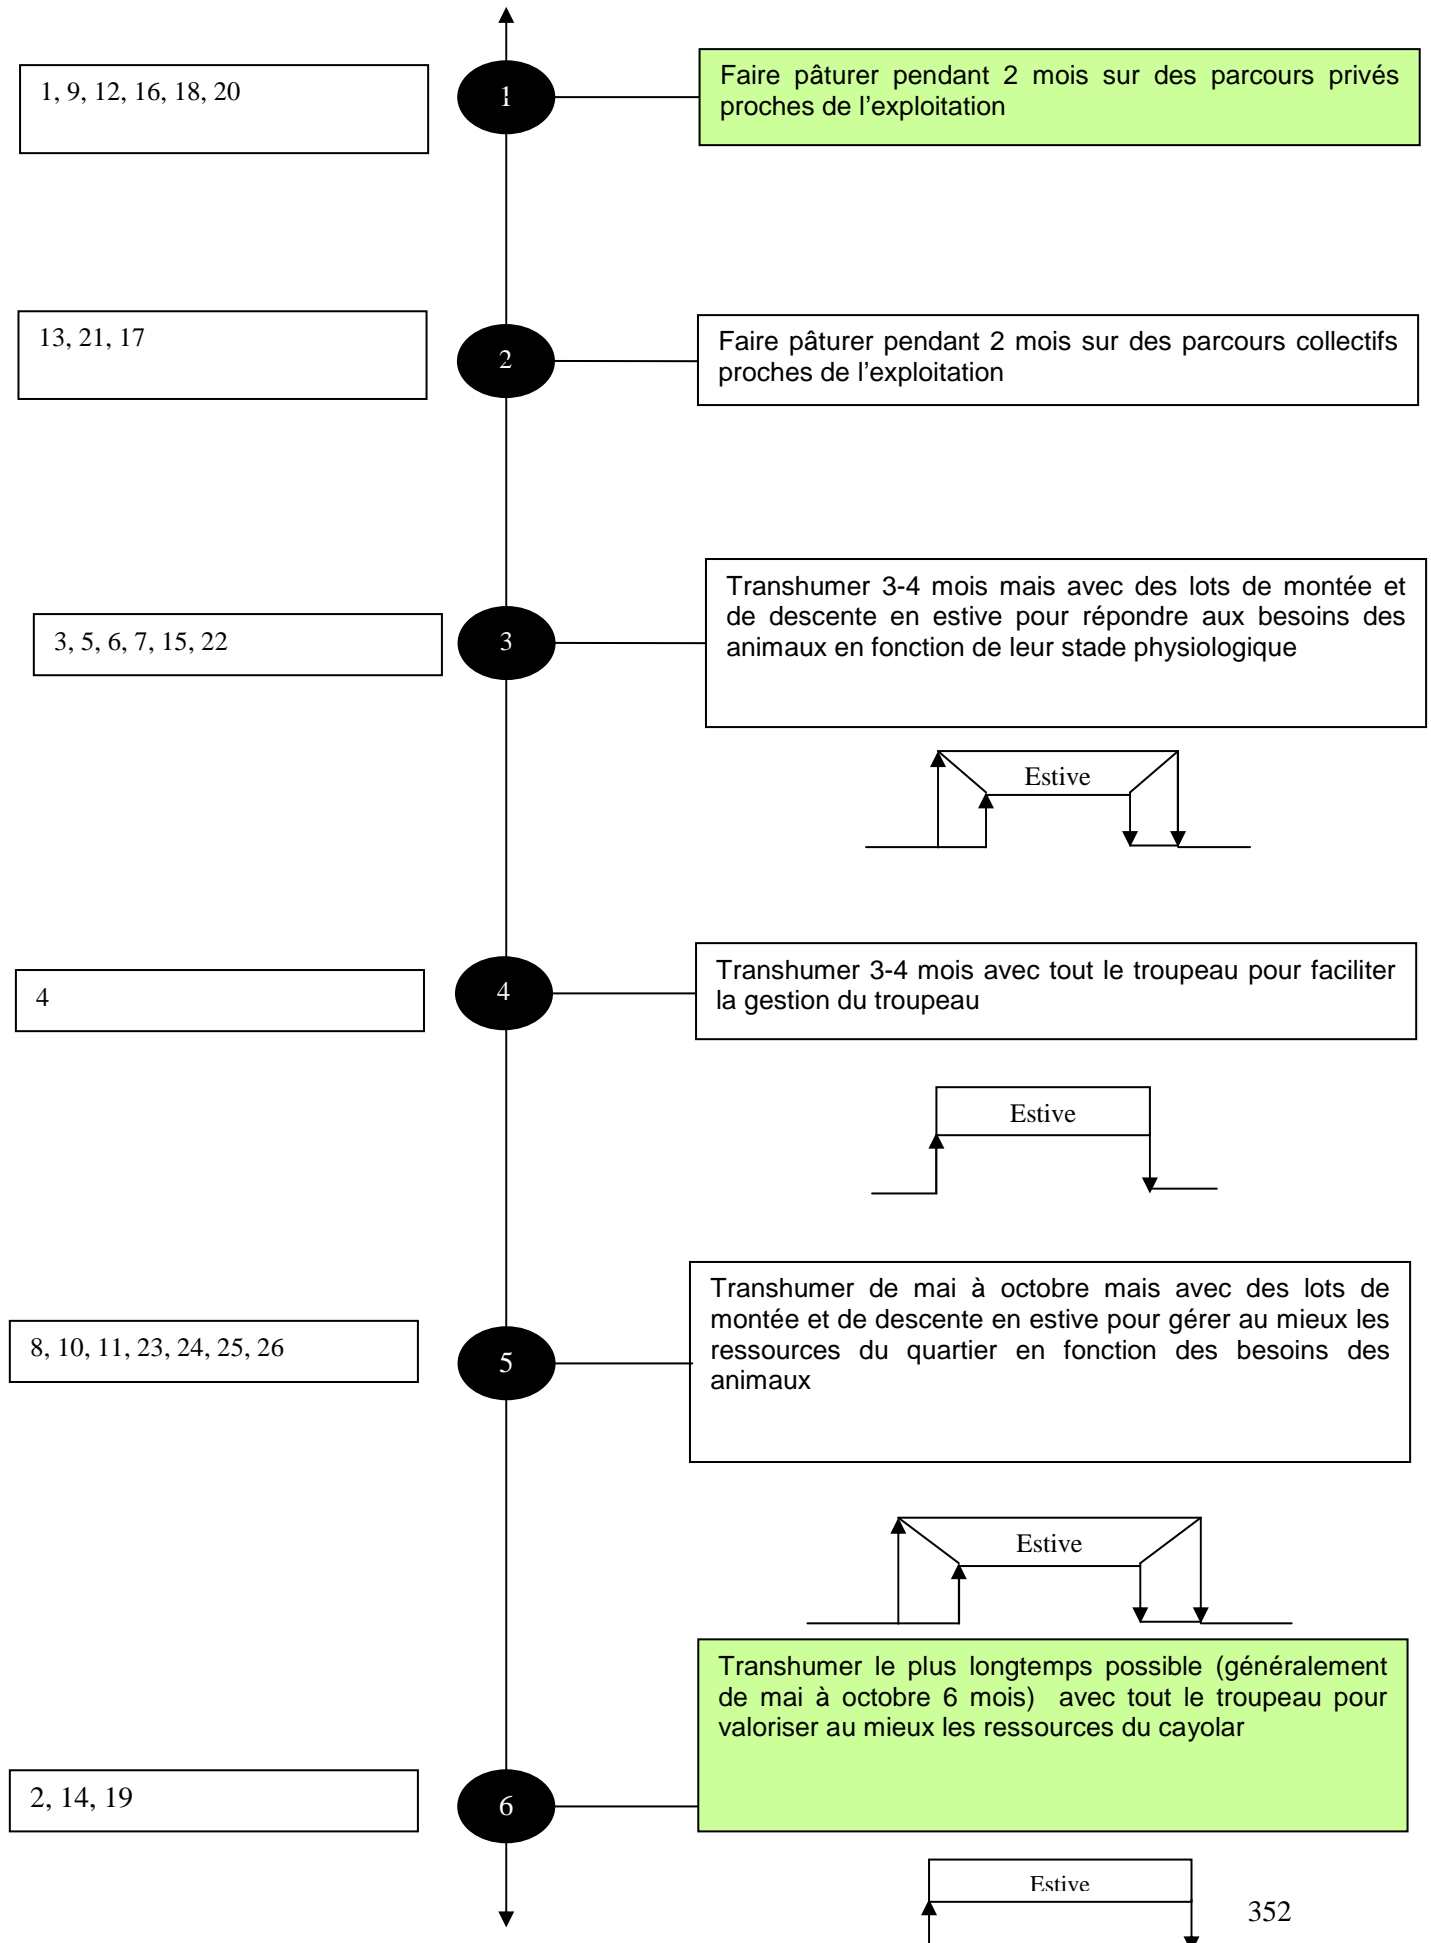 1, 9, 12, 16, 18, 20
1
Faire pâturer pendant 2 mois sur des parcours privés
proches de l'exploitation
13, 21, 17
2
Faire pâturer pendant 2 mois sur des parcours collectifs
proches de l'exploitation
3, 5, 6, 7, 15, 22
3
Transhumer 3-4 mois mais avec des lots de montée et
de descente en estive pour répondre aux besoins des
animaux en fonction de leur stade physiologique
Estive
4
4
Transhumer 3-4 mois avec tout le troupeau pour faciliter
la gestion du troupeau
Estive
8, 10, 11, 23, 24, 25, 26
5
Transhumer de mai à octobre mais avec des lots de
montée et de descente en estive pour gérer au mieux les
ressources du quartier en fonction des besoins des
animaux
Estive
2, 14, 19
6
Transhumer le plus longtemps possible (généralement
de mai à octobre 6 mois) avec tout le troupeau pour
valoriser au mieux les ressources du cayolar
Estive
352